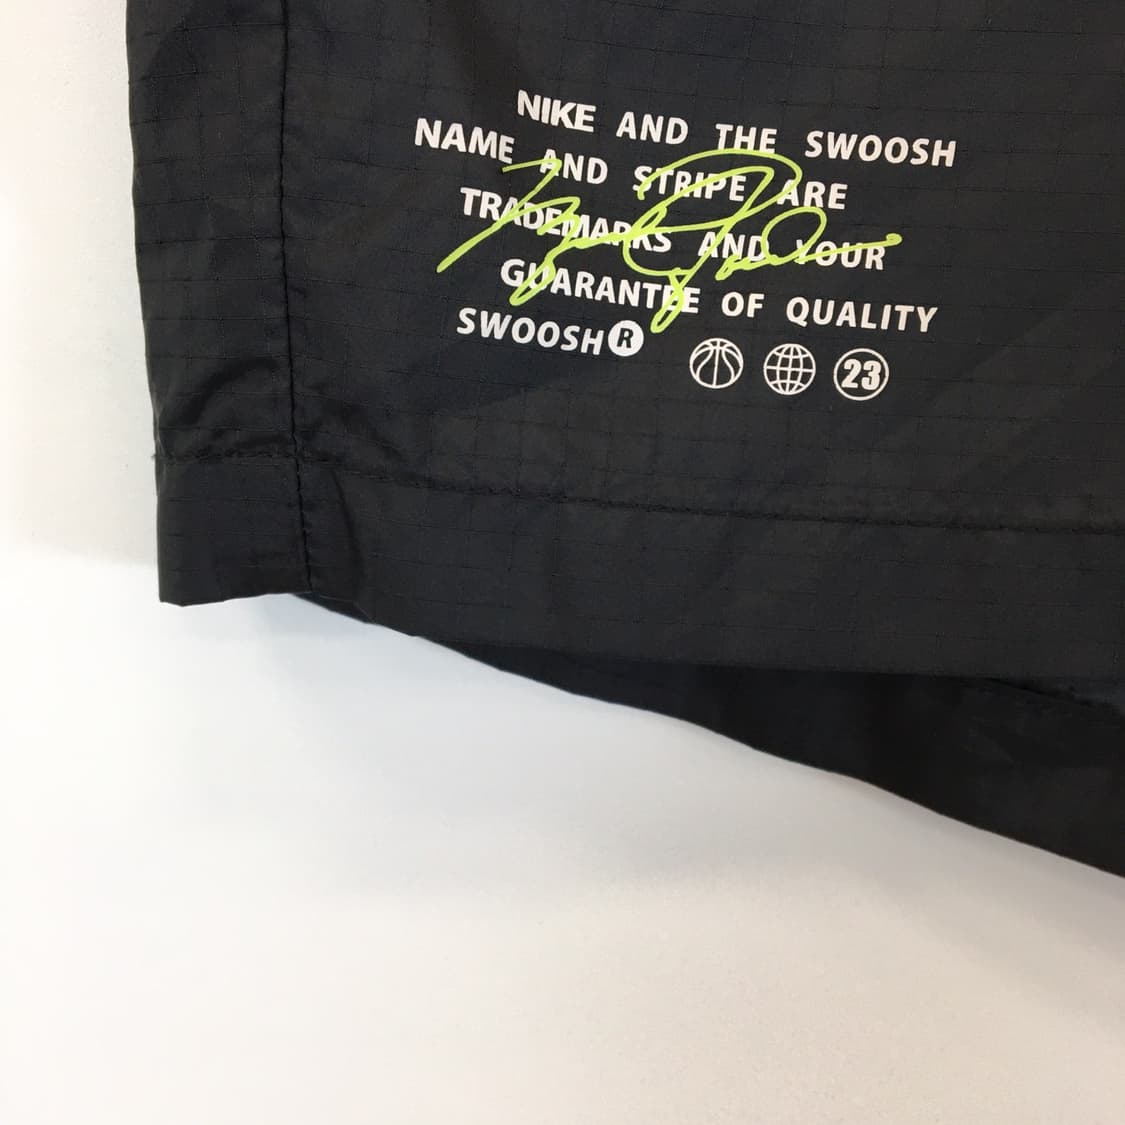 NIKE AND THE SWOOSH
NAME AND STRIPE ARE
TRADEMARKS AND YOUR
GUARANTEE OF QUALITY
SWOOSH®
23